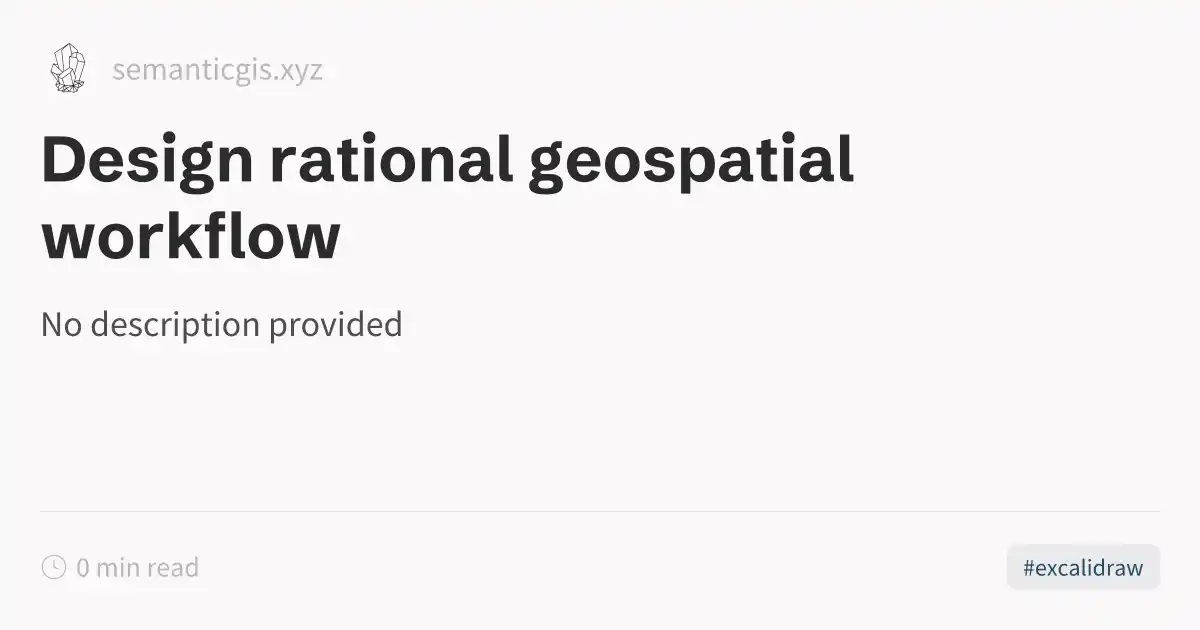 semanticgis.xyz
Design rational geospatial
workflow
No description provided
0 min read
#excalidraw